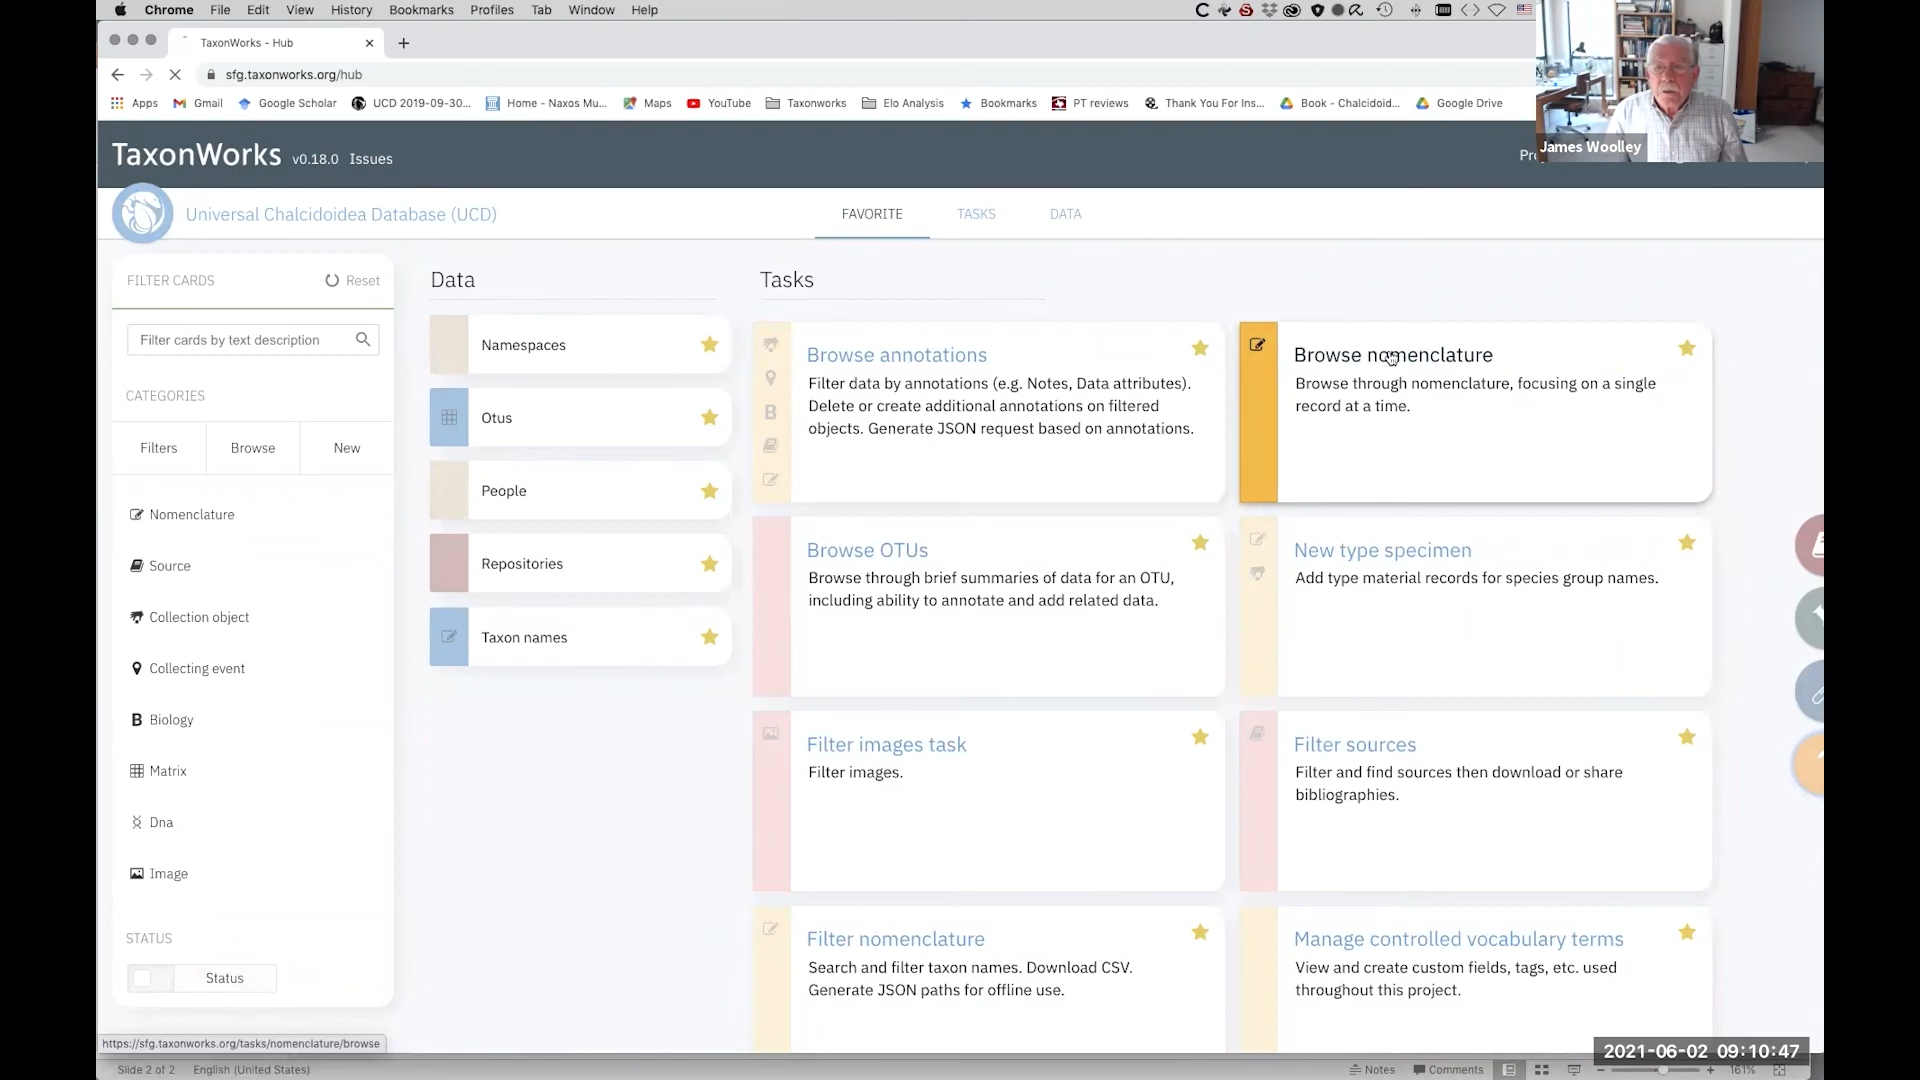 Chrome File Edit View History Bookmarks Profiles Tab Window Help
TaxonWorks - Hub
sfg.taxonworks.org/hub
Apps Gmail Google Scholar UCD 2019-09-30... Home - Naxos Mu... Maps YouTube Taxonworks Elo Analysis Bookmarks PT reviews Thank You For Ins... Book - Chalcidoid... Google Drive
James Woolley
TaxonWorks v0.18.0 Issues
Universal Chalcidoidea Database (UCD)
FAVORITE TASKS DATA
FILTER CARDS Reset
Filter cards by text description
CATEGORIES
Filters Browse New
Nomenclature
Source
Collection object
Collecting event
B Biology
Matrix
Dna
Image
STATUS
Status
Data
Namespaces
Otus
People
Repositories
Taxon names
Tasks
B
Browse annotations
Filter data by annotations (e.g. Notes, Data attributes).
Delete or create additional annotations on filtered
objects. Generate JSON request based on annotations.
Browse nomenclature
Browse through nomenclature, focusing on a single
record at a time.
Browse OTUs
Browse through brief summaries of data for an OTU,
including ability to annotate and add related data.
New type specimen
Add type material records for species group names.
Filter images task
Filter images.
Filter sources
Filter and find sources then download or share
bibliographies.
Filter nomenclature
Search and filter taxon names. Download CSV.
Generate JSON paths for offline use.
Manage controlled vocabulary terms
View and create custom fields, tags, etc. used
throughout this project.
https://sfg.taxonworks.org/tasks/nomenclature/browse
2021-06-02 09:10:47
Slide 2 of 2 English (United States) Notes Comments 161%